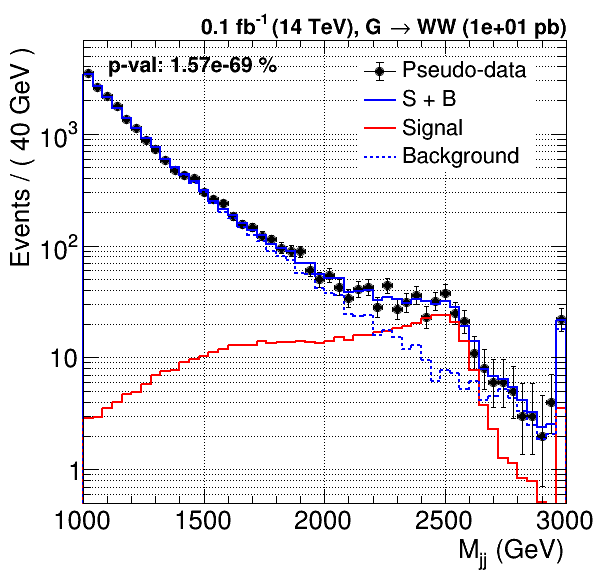 0.1 fb⁻¹ (14 TeV), G → WW (1e+01 pb)
p-val: 1.57e-69 %
Pseudo-data
S + B
Signal
Background
Events / ( 40 GeV )
10³
10²
10
1
1000 1500 2000 2500 3000
M_jj (GeV)